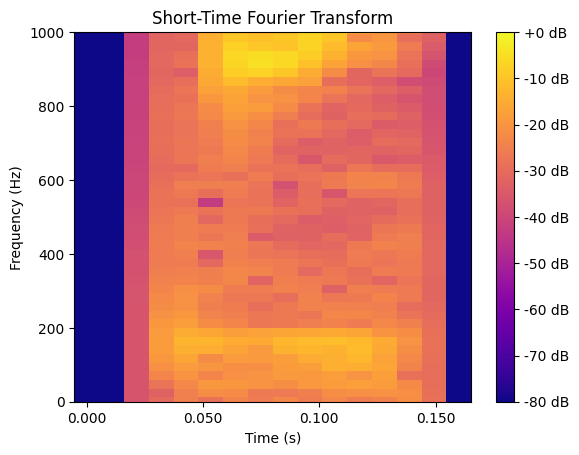 Short-Time Fourier Transform
Frequency (Hz)
1000
800
600
400
200
0
0.000
0.050
0.100
0.150
Time (s)
+0 dB
-10 dB
-20 dB
-30 dB
-40 dB
-50 dB
-60 dB
-70 dB
-80 dB